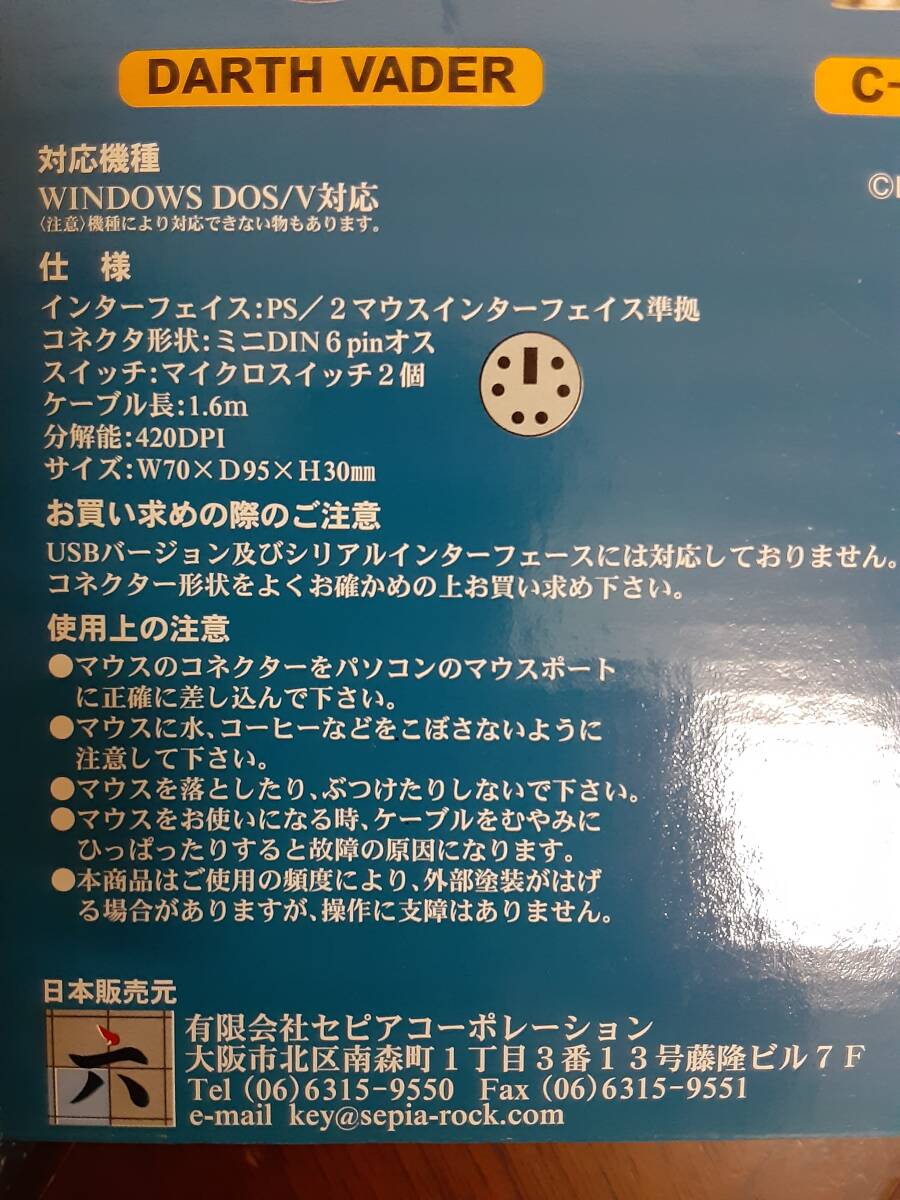 DARTH VADER
C-
対応機種
WINDOWS DOS/V対応
〈注意〉機種により対応できない物もあります。
©
仕　様
インターフェイス:PS／2マウスインターフェイス準拠
コネクタ形状:ミニDIN6pinオス
スイッチ:マイクロスイッチ2個
ケーブル長:1.6m
分解能:420DPI
サイズ:W70×D95×H30㎜
お買い求めの際のご注意
USBバージョン及びシリアルインターフェースには対応しておりません。
コネクター形状をよくお確かめの上お買い求め下さい。
使用上の注意
●マウスのコネクターをパソコンのマウスポート
に正確に差し込んで下さい。
●マウスに水、コーヒーなどをこぼさないように
注意して下さい。
●マウスを落としたり、ぶつけたりしないで下さい。
●マウスをお使いになる時、ケーブルをむやみに
ひっぱったりすると故障の原因になります。
●本商品はご使用の頻度により、外部塗装がはげ
る場合がありますが、操作に支障はありません。
日本販売元
六
有限会社セピアコーポレーション
大阪市北区南森町1丁目3番13号藤隆ビル7F
Tel (06)6315-9550 Fax (06)6315-9551
e-mail key@sepia-rock.com